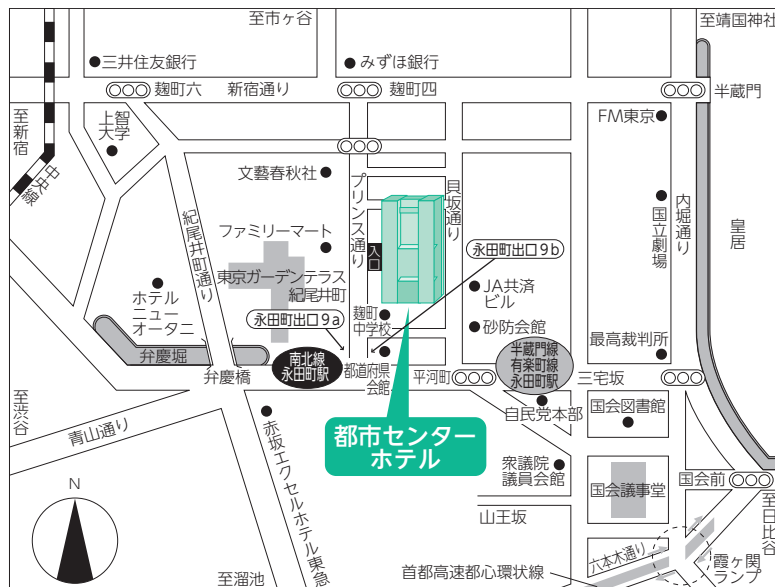 至市ヶ谷
至靖国神社
三井住友銀行
みずほ銀行
麹町六
新宿通り
麹町四
半蔵門
至新宿
上智
大学
FM東京
中央線
文藝春秋社
プリンス通り
貝坂通り
国立劇場
内堀通り
皇居
紀尾井町通り
ファミリーマート
入口
永田町出口9b
東京ガーデンテラス
紀尾井町
JA共済
ビル
ホテル
ニュー
オータニ
永田町出口9a
麹町
中学校
砂防会館
最高裁判所
弁慶堀
弁慶橋
南北線
永田町駅
都道府県
会館
平河町
半蔵門線
有楽町線
永田町駅
三宅坂
至渋谷
青山通り
赤坂エクセルホテル東急
都市センター
ホテル
自民党本部
国会図書館
衆議院
議員会館
国会議事堂
国会前
至日比谷
N
山王坂
六本木通り
至溜池
首都高速都心環状線
霞ヶ関
ランプ